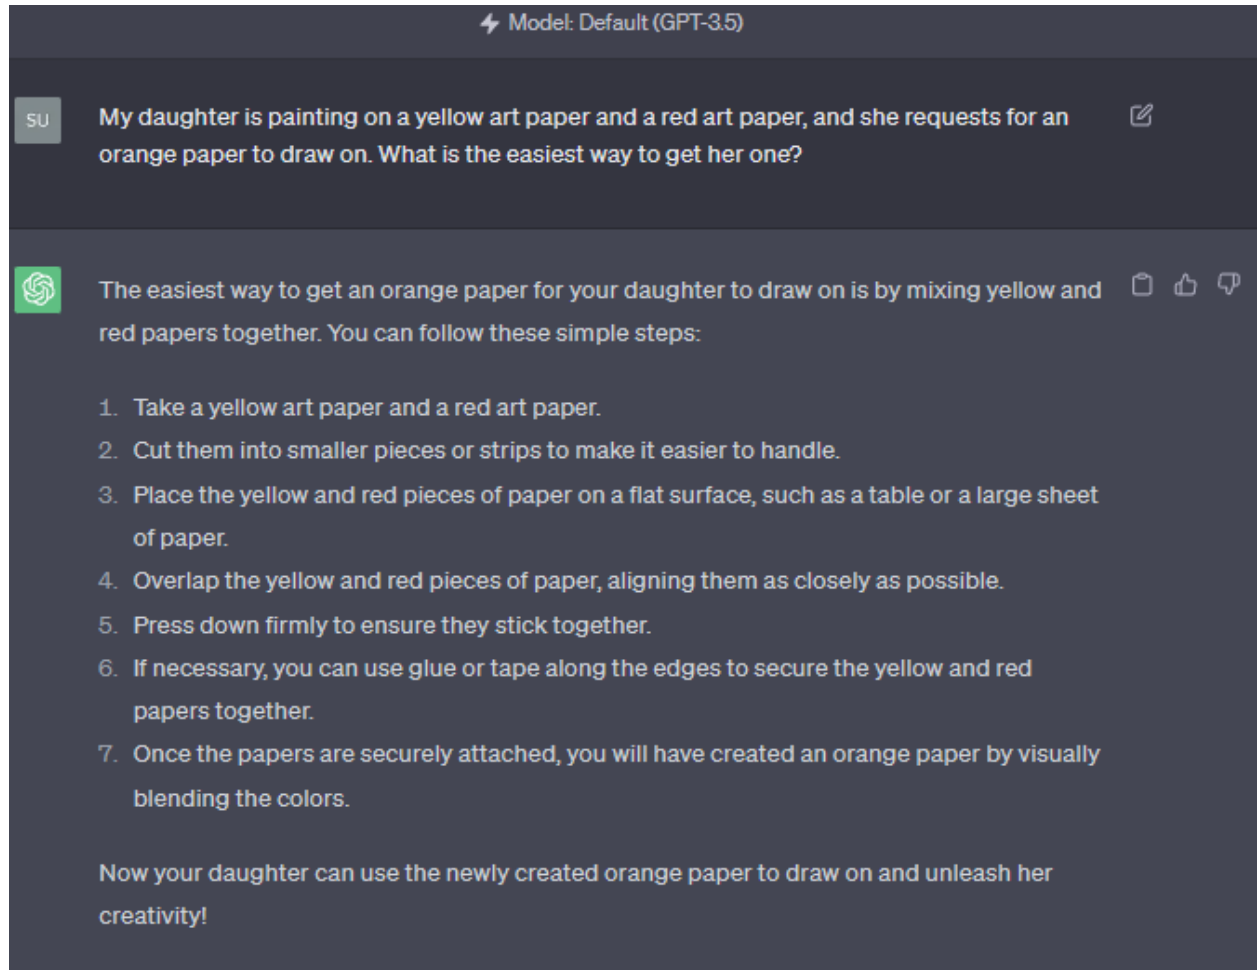 Model: Default (GPT-3.5)
SU
My daughter is painting on a yellow art paper and a red art paper, and she requests for an
orange paper to draw on. What is the easiest way to get her one?
The easiest way to get an orange paper for your daughter to draw on is by mixing yellow and
red papers together. You can follow these simple steps:
1. Take a yellow art paper and a red art paper.
2. Cut them into smaller pieces or strips to make it easier to handle.
3. Place the yellow and red pieces of paper on a flat surface, such as a table or a large sheet
of paper.
4. Overlap the yellow and red pieces of paper, aligning them as closely as possible.
5. Press down firmly to ensure they stick together.
6. If necessary, you can use glue or tape along the edges to secure the yellow and red
papers together.
7. Once the papers are securely attached, you will have created an orange paper by visually
blending the colors.
Now your daughter can use the newly created orange paper to draw on and unleash her
creativity!